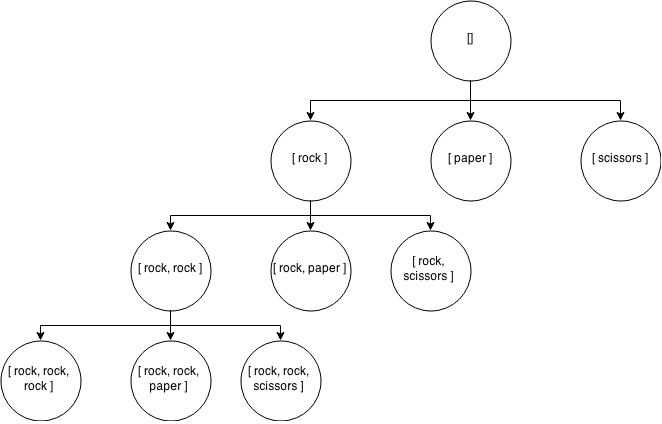 []
[ rock ]
[ paper ]
[ scissors ]
[ rock, rock ]
[ rock, paper ]
[ rock,
scissors ]
[ rock, rock,
rock ]
[ rock, rock,
paper ]
[ rock, rock,
scissors ]